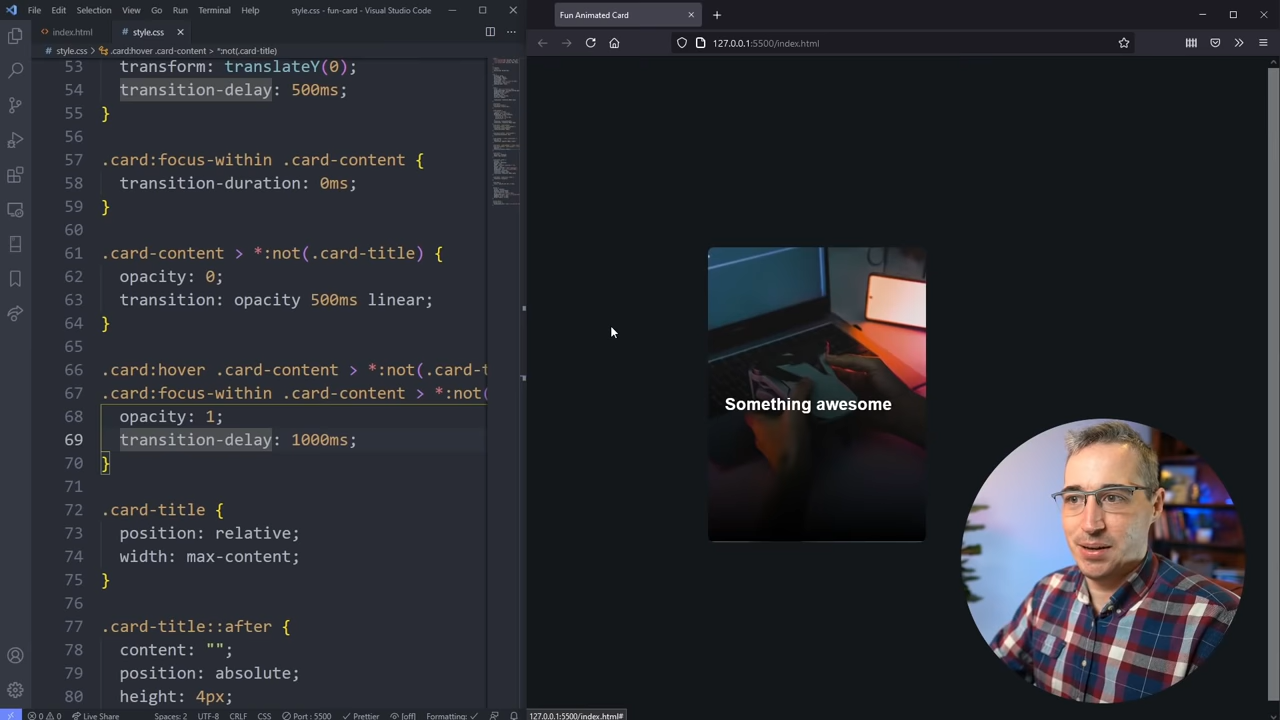 File Edit Selection View Go Run Terminal Help style.css - fun-card - Visual Studio Code
index.html style.css
style.css > .card:hover .card-content > *:not(.card-title)
53 transform: translateY(0);
54 transition-delay: 500ms;
55 }
56
57 .card:focus-within .card-content {
58 transition-duration: 0ms;
59 }
60
61 .card-content > *:not(.card-title) {
62 opacity: 0;
63 transition: opacity 500ms linear;
64 }
65
66 .card:hover .card-content > *:not(.card-t
67 .card:focus-within .card-content > *:not(
68 opacity: 1;
69 transition-delay: 1000ms;
70 }
71
72 .card-title {
73 position: relative;
74 width: max-content;
75 }
76
77 .card-title::after {
78 content: "";
79 position: absolute;
80 height: 4px;
0 0 Live Share Spaces: 2 UTF-8 CRLF CSS Port : 5500 Prettier [off] Formatting:
Fun Animated Card
127.0.0.1:5500/index.html
Something awesome
127.0.0.1:5500/index.html#